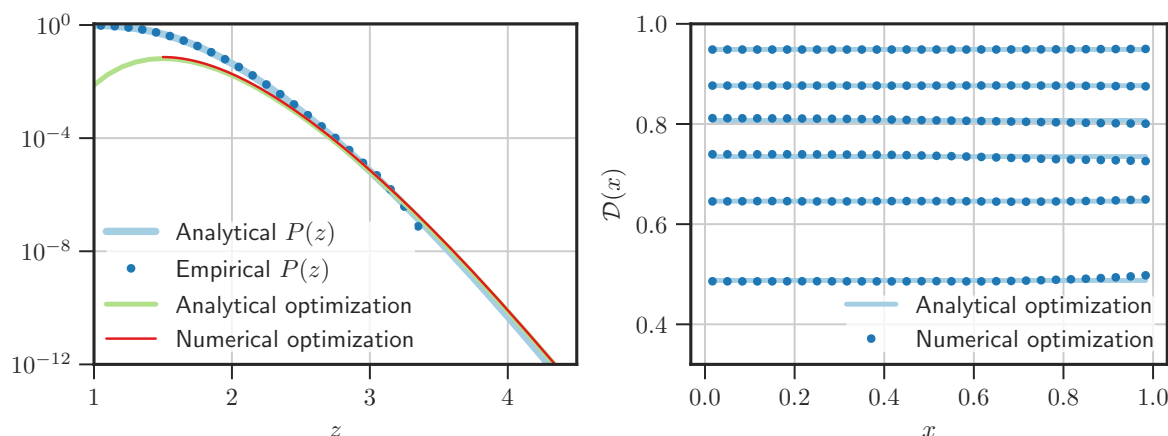 10⁰
10⁻⁴
10⁻⁸
10⁻¹²
Analytical P(z)
Empirical P(z)
Analytical optimization
Numerical optimization
1
2
3
4
z
1.0
0.8
0.6
0.4
D(x)
Analytical optimization
Numerical optimization
0.0
0.2
0.4
0.6
0.8
1.0
x